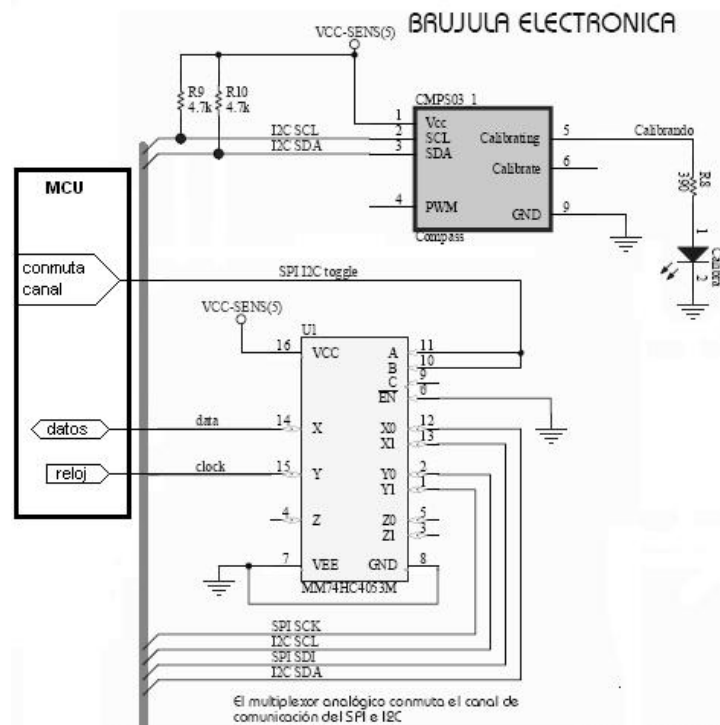 BRUJULA ELECTRONICA
VCC-SENS(5)
R9
4.7k
R10
4.7k
I2C SCL
I2C SDA
CMPS03 1
1
2
3
4
Vcc
SCL
SDA
PWM
Calibrating
Calibrate
GND
5
6
9
Compass
Calibrando
R8
390
1
2
MCU
conmuta
canal
SPI I2C toggle
VCC-SENS(5)
U1
16
VCC
A
B
C
EN
11
10
9
6
datos
data
14
X
X0
X1
12
13
reloj
clock
15
Y
Y0
Y1
2
1
4
Z
Z0
Z1
5
3
7
VEE
GND
8
MM74HC4053M
SPI SCK
I2C SCL
SPI SDI
I2C SDA
El multiplexor analógico conmuta el canal de
comunicación del SPI e I2C